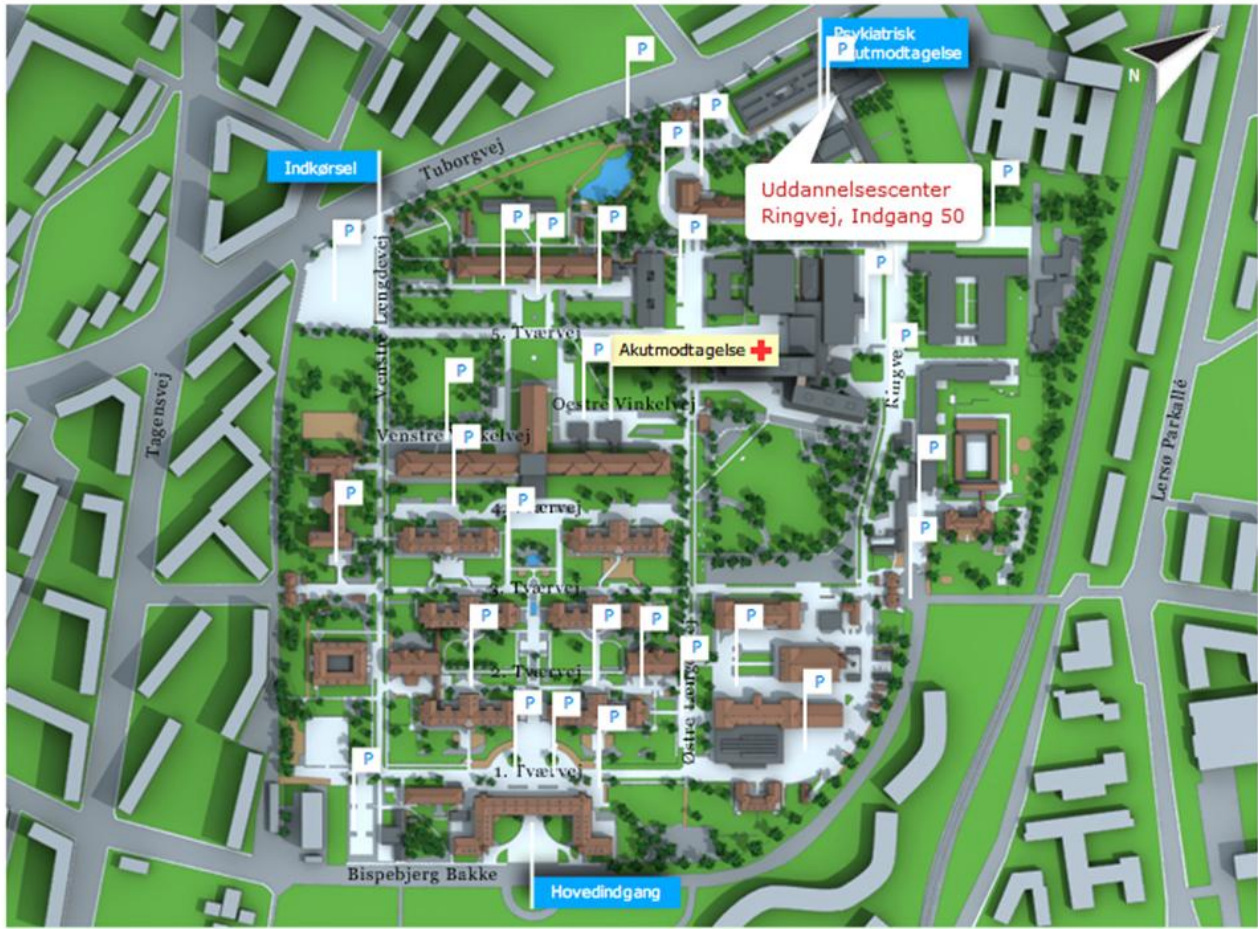 Psykiatrisk
Akutmodtagelse
P
P
N
P
P
Indkørsel
Tuborgvej
P
Uddannelsescenter
Ringvej, Indgang 50
P
P
P
P
P
P
Venstre Længdevej
5. Tværvej
P
P
Akutmodtagelse
P
Ringvej
Lersø Parkallé
Tagensvej
Oestre Vinkelvej
Venstre Vinkelvej
P
P
P
P
4. Tværvej
P
3. Tværvej
P
P
P
P
P
2. Tværvej
Østre Læng
P
P
P
P
P
1. Tværvej
Bispebjerg Bakke
Hovedindgang